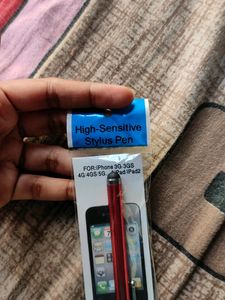 High-Sensitive
Stylus Pen
FOR:iPhone 3G 3GS
4G/4GS/5G iPad/iPad2